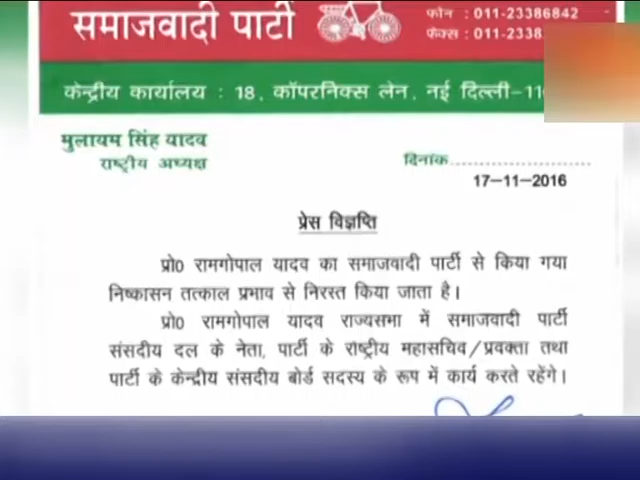 समाजवादी पार्टी
फोन : 011-23386842
फैक्स : 011-2338
केन्द्रीय कार्यालय : 18, कॉपरनिक्स लेन, नई दिल्ली-11
मुलायम सिंह यादव
राष्ट्रीय अध्यक्ष
दिनांक
17-11-2016
प्रेस विज्ञप्ति
प्रो0 रामगोपाल यादव का समाजवादी पार्टी से किया गया
निष्कासन तत्काल प्रभाव से निरस्त किया जाता है।
प्रो0 रामगोपाल यादव राज्यसभा में समाजवादी पार्टी
संसदीय दल के नेता, पार्टी के राष्ट्रीय महासचिव/प्रवक्ता तथा
पार्टी के केन्द्रीय संसदीय बोर्ड सदस्य के रूप में कार्य करते रहेंगे।